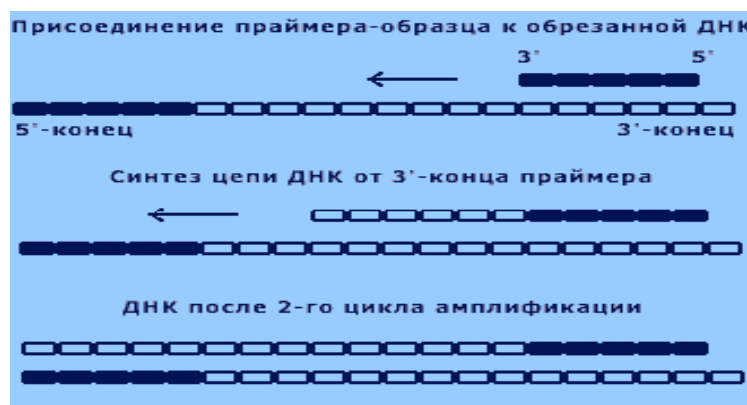 Присоединение праймера-образца к обрезанной ДНК
3' 5'
5'-конец 3'-конец
Синтез цепи ДНК от 3'-конца праймера
ДНК после 2-го цикла амплификации